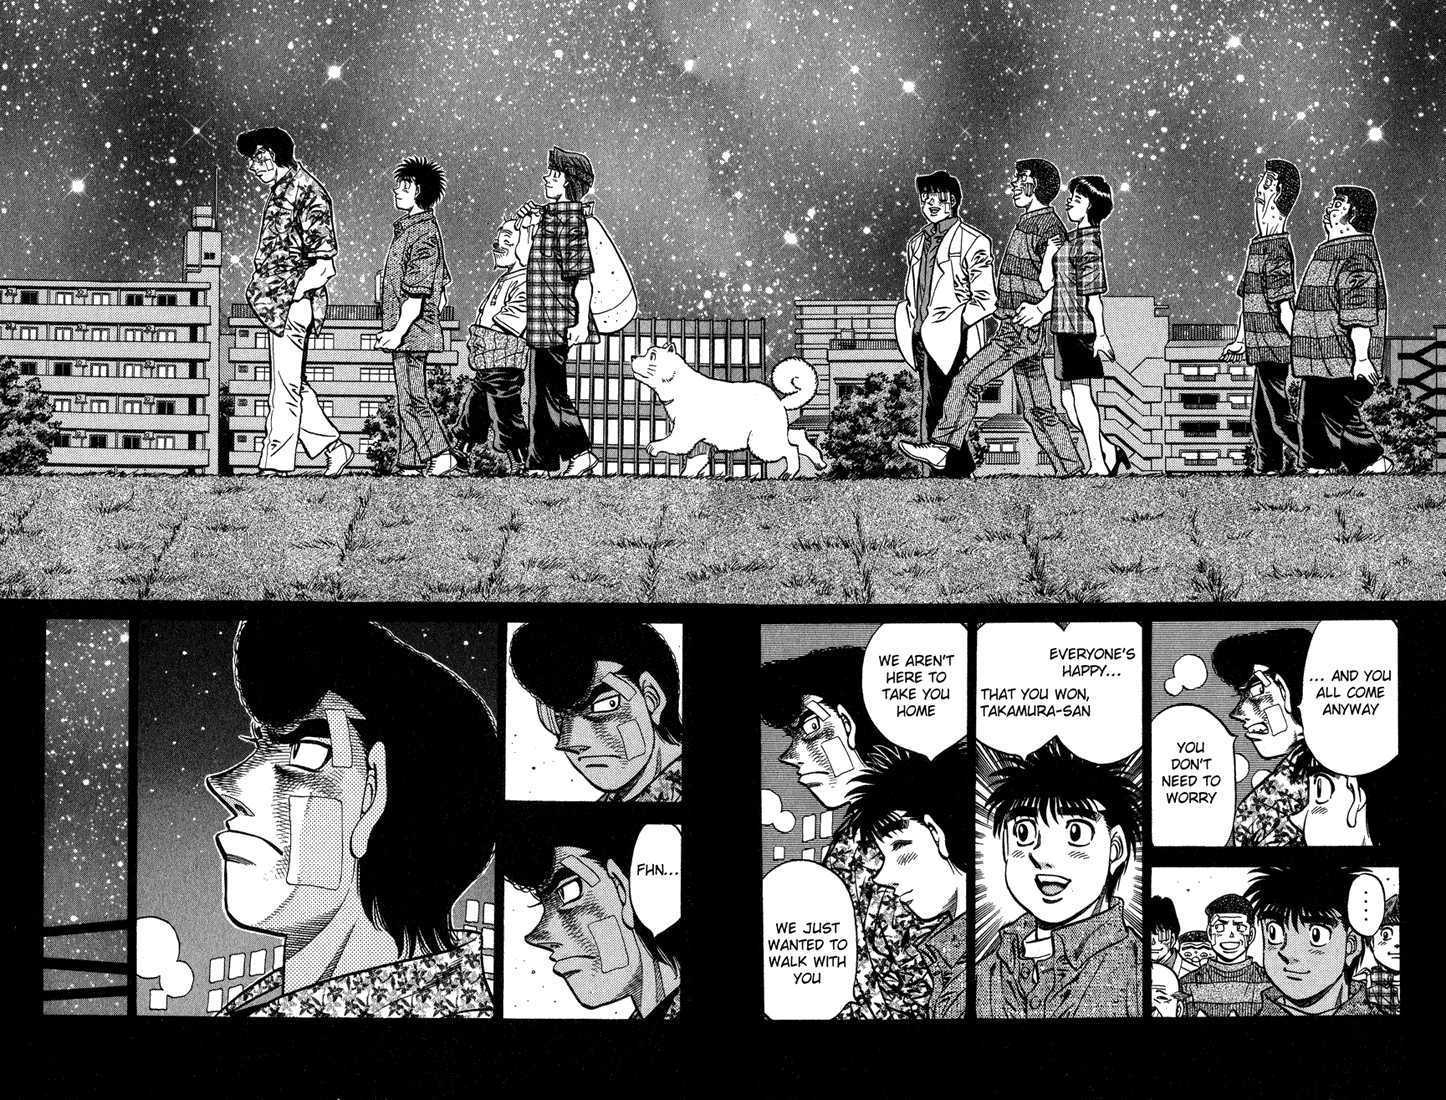 ... AND YOU
ALL COME
ANYWAY
YOU
DON'T
NEED TO
WORRY
...
EVERYONE'S
HAPPY...
THAT YOU WON,
TAKAMURA-SAN
WE AREN'T
HERE TO
TAKE YOU
HOME
WE JUST
WANTED TO
WALK WITH
YOU
FHN...